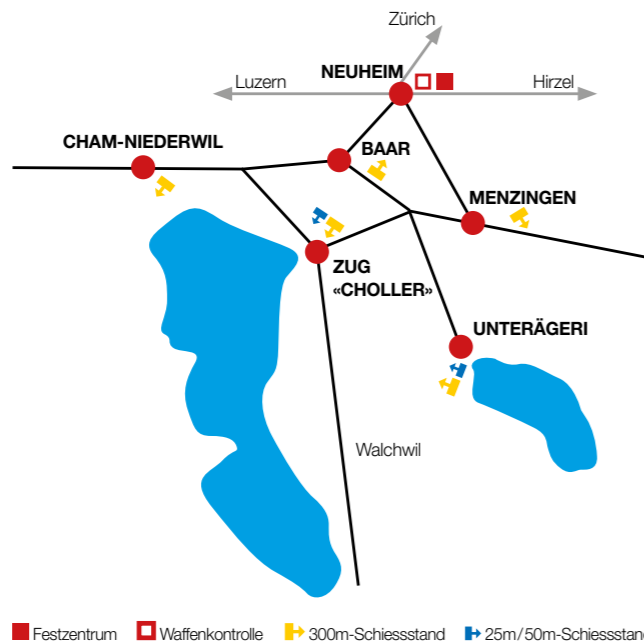 Zürich
NEUHEIM
Luzern
Hirzel
CHAM-NIEDERWIL
BAAR
MENZINGEN
ZUG
«CHOLLER»
UNTERÄGERI
Walchwil
Festzentrum
Waffenkontrolle
300m-Schiessstand
25m/50m-Schiessstand